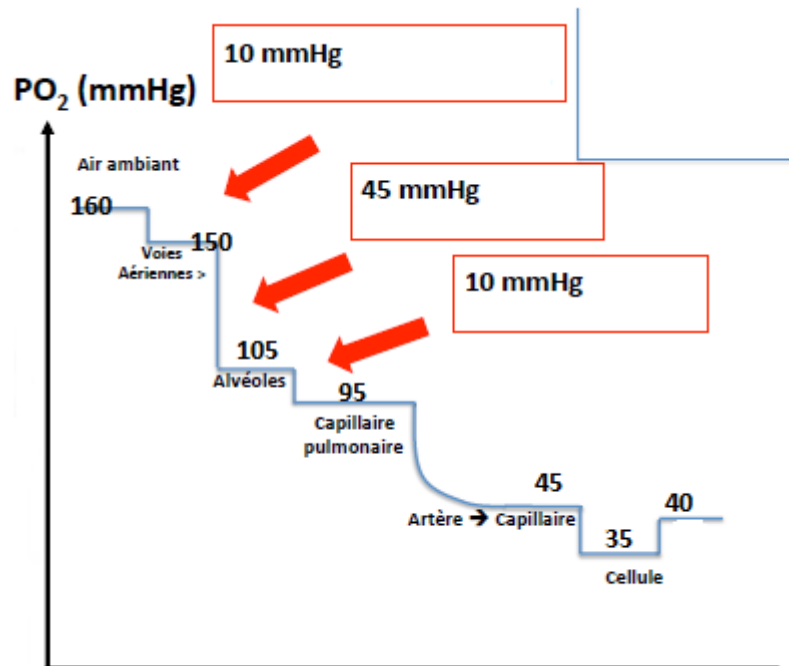 10 mmHg
PO₂ (mmHg)
Air ambiant
160
45 mmHg
150
Voies
Aériennes >
10 mmHg
105
Alvéoles
95
Capillaire
pulmonaire
45
40
Artère → Capillaire
35
Cellule